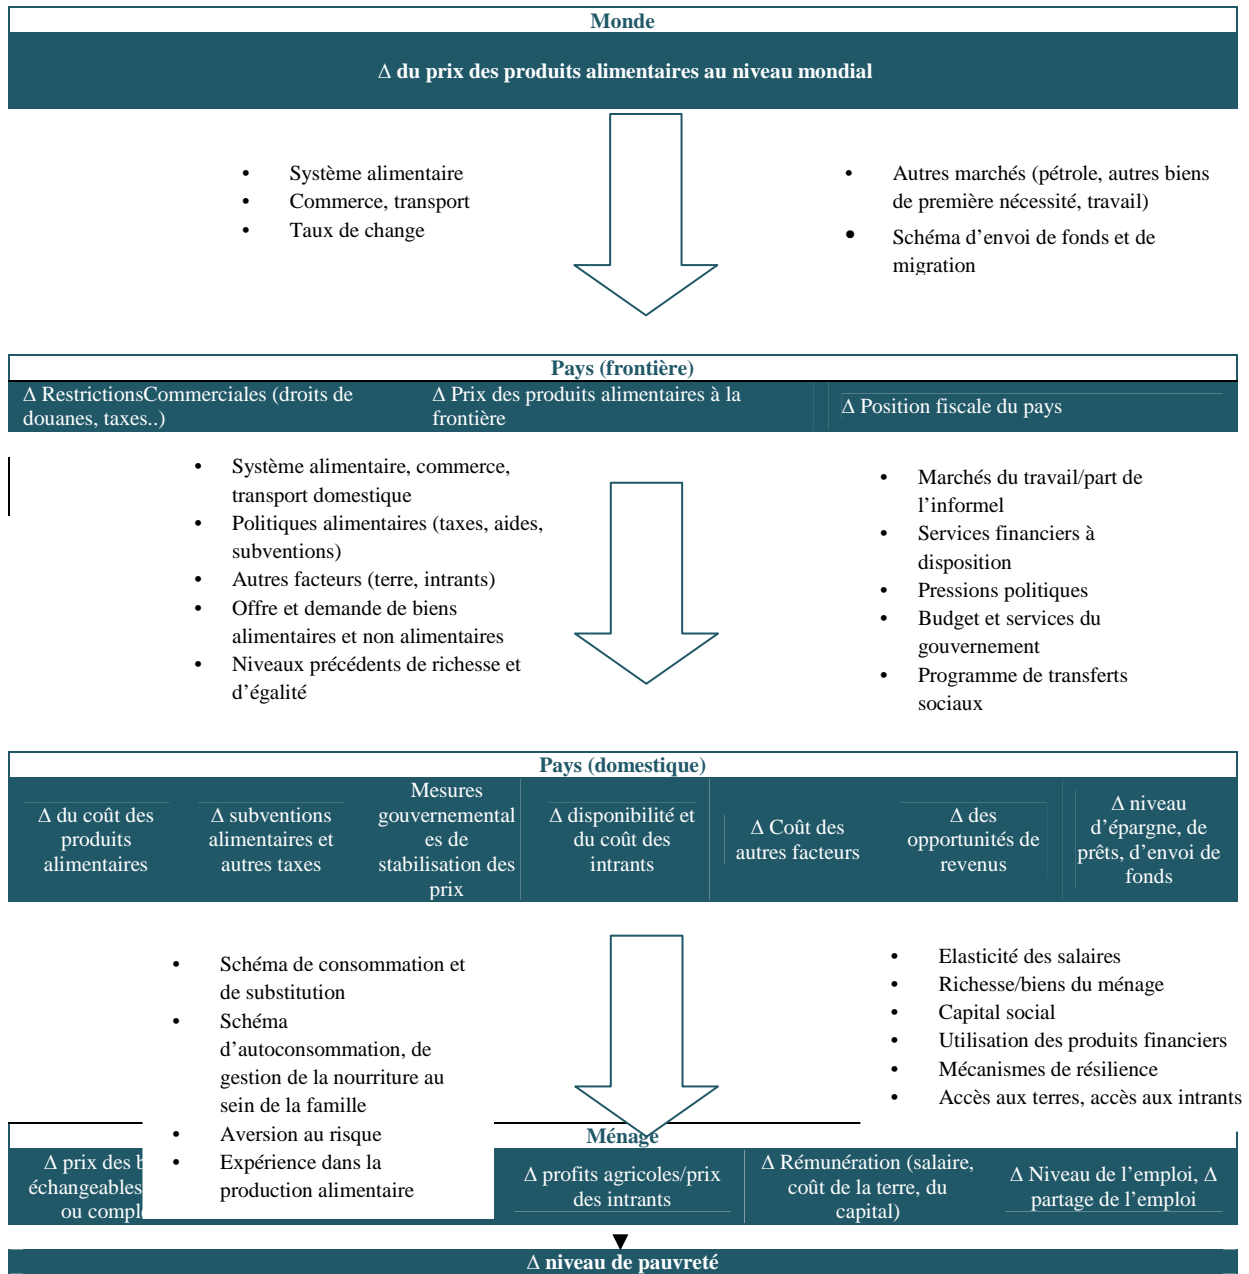 Monde
Δ du prix des produits alimentaires au niveau mondial
• Système alimentaire
• Commerce, transport
• Taux de change
• Autres marchés (pétrole, autres biens
de première nécessité, travail)
• Schéma d’envoi de fonds et de
migration
Pays (frontière)
Δ RestrictionsCommerciales (droits de
douanes, taxes..)
Δ Prix des produits alimentaires à la
frontière
Δ Position fiscale du pays
• Système alimentaire, commerce,
transport domestique
• Politiques alimentaires (taxes, aides,
subventions)
• Autres facteurs (terre, intrants)
• Offre et demande de biens
alimentaires et non alimentaires
• Niveaux précédents de richesse et
d’égalité
• Marchés du travail/part de
l’informel
• Services financiers à
disposition
• Pressions politiques
• Budget et services du
gouvernement
• Programme de transferts
sociaux
Pays (domestique)
Δ du coût des
produits
alimentaires
Δ subventions
alimentaires et
autres taxes
Mesures
gouvernemental
es de
stabilisation des
prix
Δ disponibilité et
du coût des
intrants
Δ Coût des
autres facteurs
Δ des
opportunités de
revenus
Δ niveau
d’épargne, de
prêts, d’envoi de
fonds
• Schéma de consommation et
de substitution
• Schéma
d’autoconsommation, de
gestion de la nourriture au
sein de la famille
• Aversion au risque
• Expérience dans la
production alimentaire
• Elasticité des salaires
• Richesse/biens du ménage
• Capital social
• Utilisation des produits financiers
• Mécanismes de résilience
• Accès aux terres, accès aux intrants
Ménage
Δ prix des
échangeables
ou
Δ profits agricoles/prix
des intrants
Δ Rémunération (salaire,
coût de la terre, du
capital)
Δ Niveau de l’emploi, Δ
partage de l’emploi
Δ niveau de pauvreté